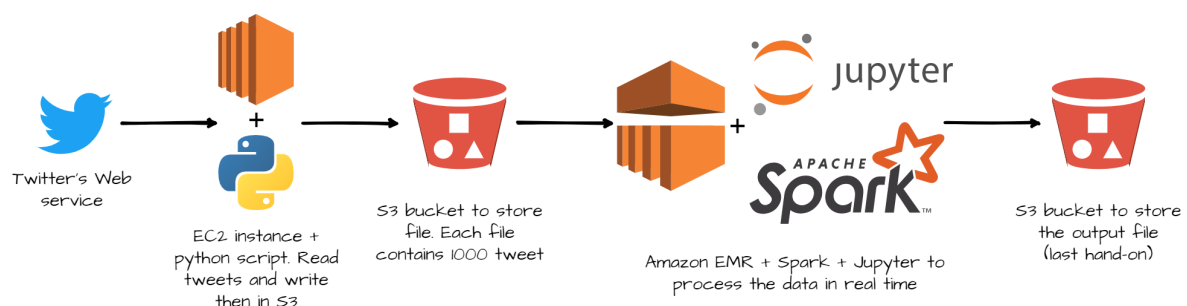 Twitter's Web
service
+
EC2 instance +
python script. Read
tweets and write
then in S3
S3 bucket to store
file. Each file
contains 1000 tweet
+
jupyter
APACHE
Spark™
Amazon EMR + Spark + Jupyter to
process the data in real time
S3 bucket to store
the output file
(last hand-on)